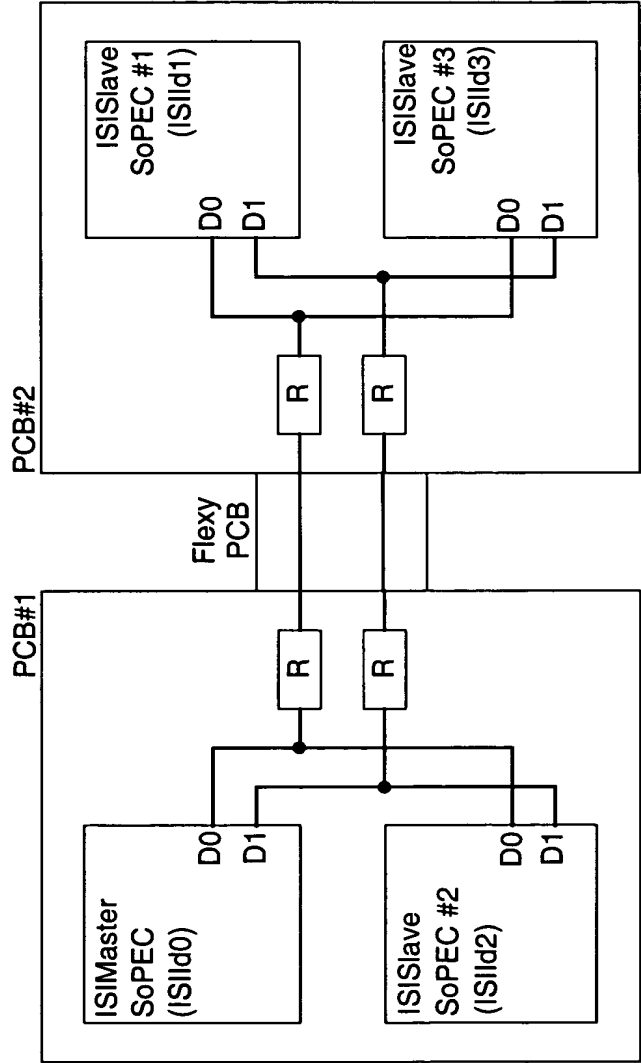 PCB#1
ISIMaster
SoPEC
(ISIId0)
D0
D1
ISISlave
SoPEC #2
(ISIId2)
D0
D1
R
R
Flexy
PCB
PCB#2
R
R
ISISlave
SoPEC #1
(ISIId1)
D0
D1
ISISlave
SoPEC #3
(ISIId3)
D0
D1